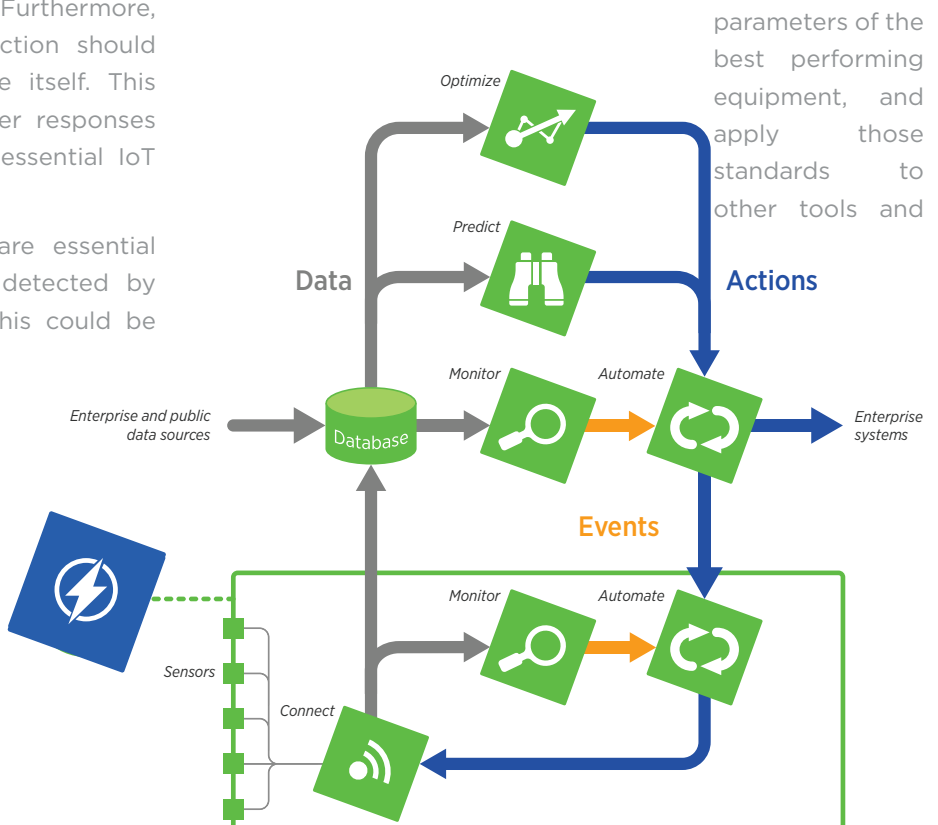 Furthermore,
ction should
e itself. This
er responses
essential IoT
are essential
detected by
his could be
parameters of the
best performing
equipment, and
apply those
standards to
other tools and
Optimize
Predict
Data
Actions
Monitor
Automate
Enterprise and public
data sources
Database
Enterprise
systems
Events
Monitor
Automate
Sensors
Connect